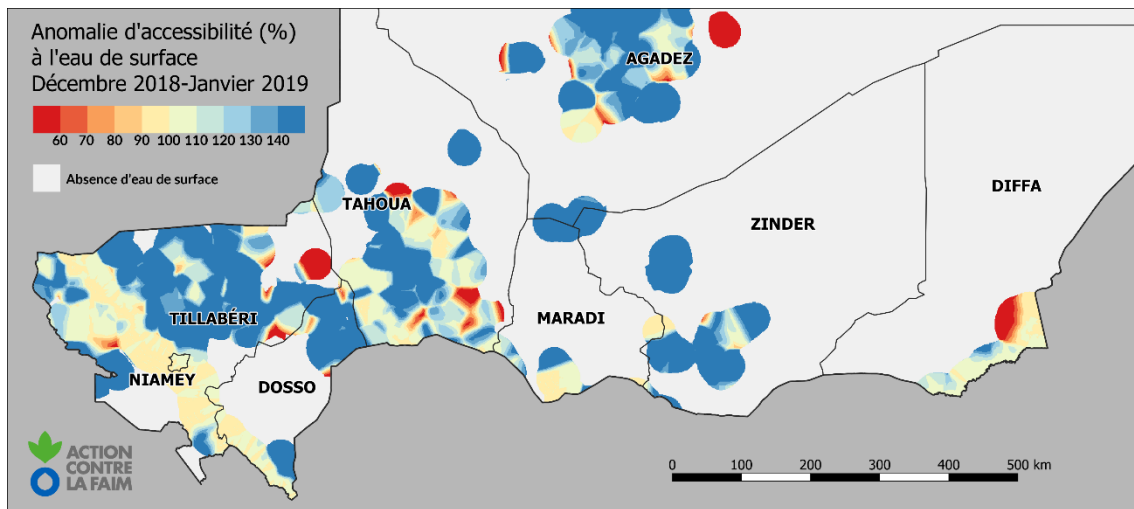 Anomalie d'accessibilité (%)
à l'eau de surface
Décembre 2018-Janvier 2019
60 70 80 90 100 110 120 130 140
Absence d'eau de surface
AGADEZ
TAHOUA
ZINDER
DIFFA
TILLABÉRI
MARADI
NIAMEY
DOSSO
ACTION
CONTRE
LA FAIM
0 100 200 300 400 500 km